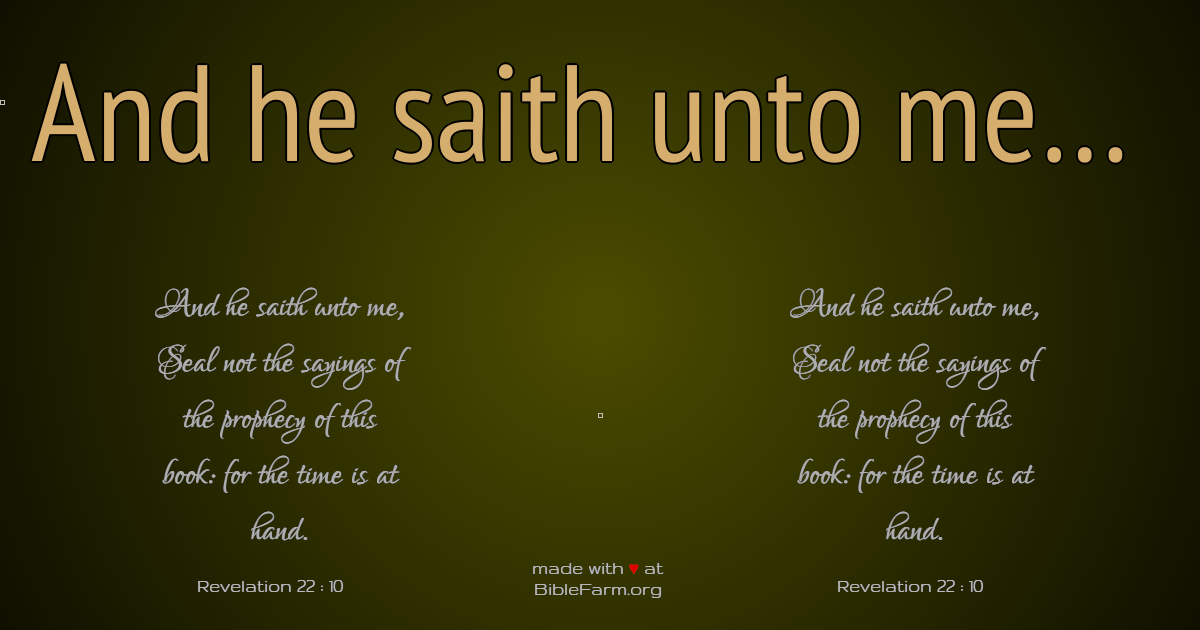 And he saith unto me...
And he saith unto me,
Seal not the sayings of
the prophecy of this
book: for the time is at
hand.
Revelation 22 : 10
made with ♥ at
BibleFarm.org
And he saith unto me,
Seal not the sayings of
the prophecy of this
book: for the time is at
hand.
Revelation 22 : 10